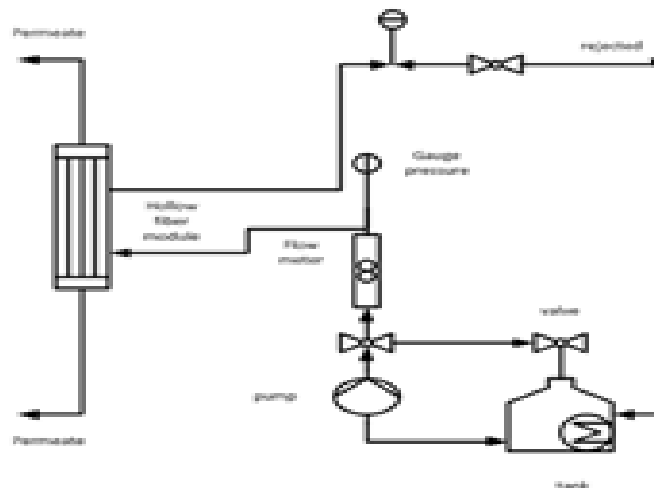 Permeate
rejected
Gauge
pressure
Hollow
fiber
module
Flow
meter
valve
pump
Permeate
tank